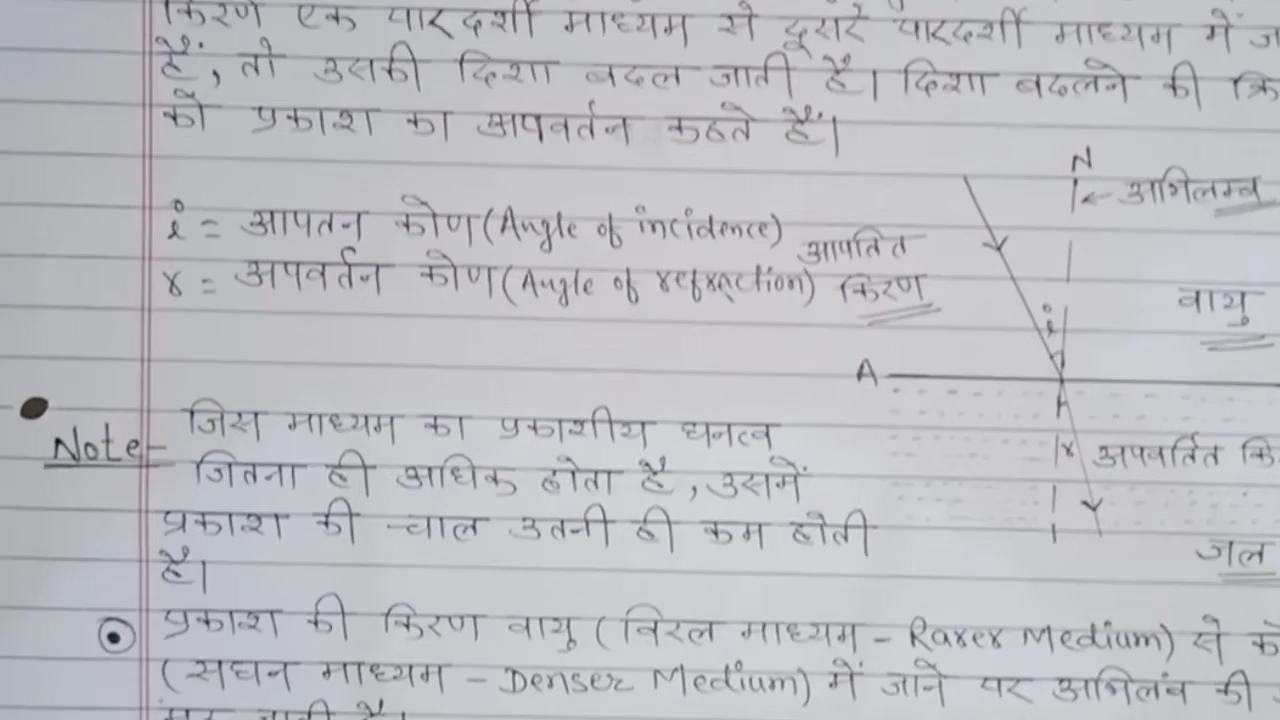 किरणें एक पारदर्शी माध्यम से दूसरे पारदर्शी माध्यम में
हैं, तो उसकी दिशा बदल जाती है। दिशा बदलने की
को प्रकाश का अपवर्तन कहते हैं।
N
← अभिलम्ब
i = आपतन कोण (Angle of incidence)
आपतित
r = अपवर्तन कोण (Angle of refraction)
किरण
वायु
i
A
जिस माध्यम का प्रकाशीय घनत्व
Note-
r अपवर्तित
जितना ही अधिक होता है, उसमें
प्रकाश की चाल उतनी ही कम होती
जल
है।
प्रकाश की किरण वायु (विरल माध्यम - Rarer Medium) से
(सघन माध्यम - Denser Medium) में जाने पर अभिलंब की